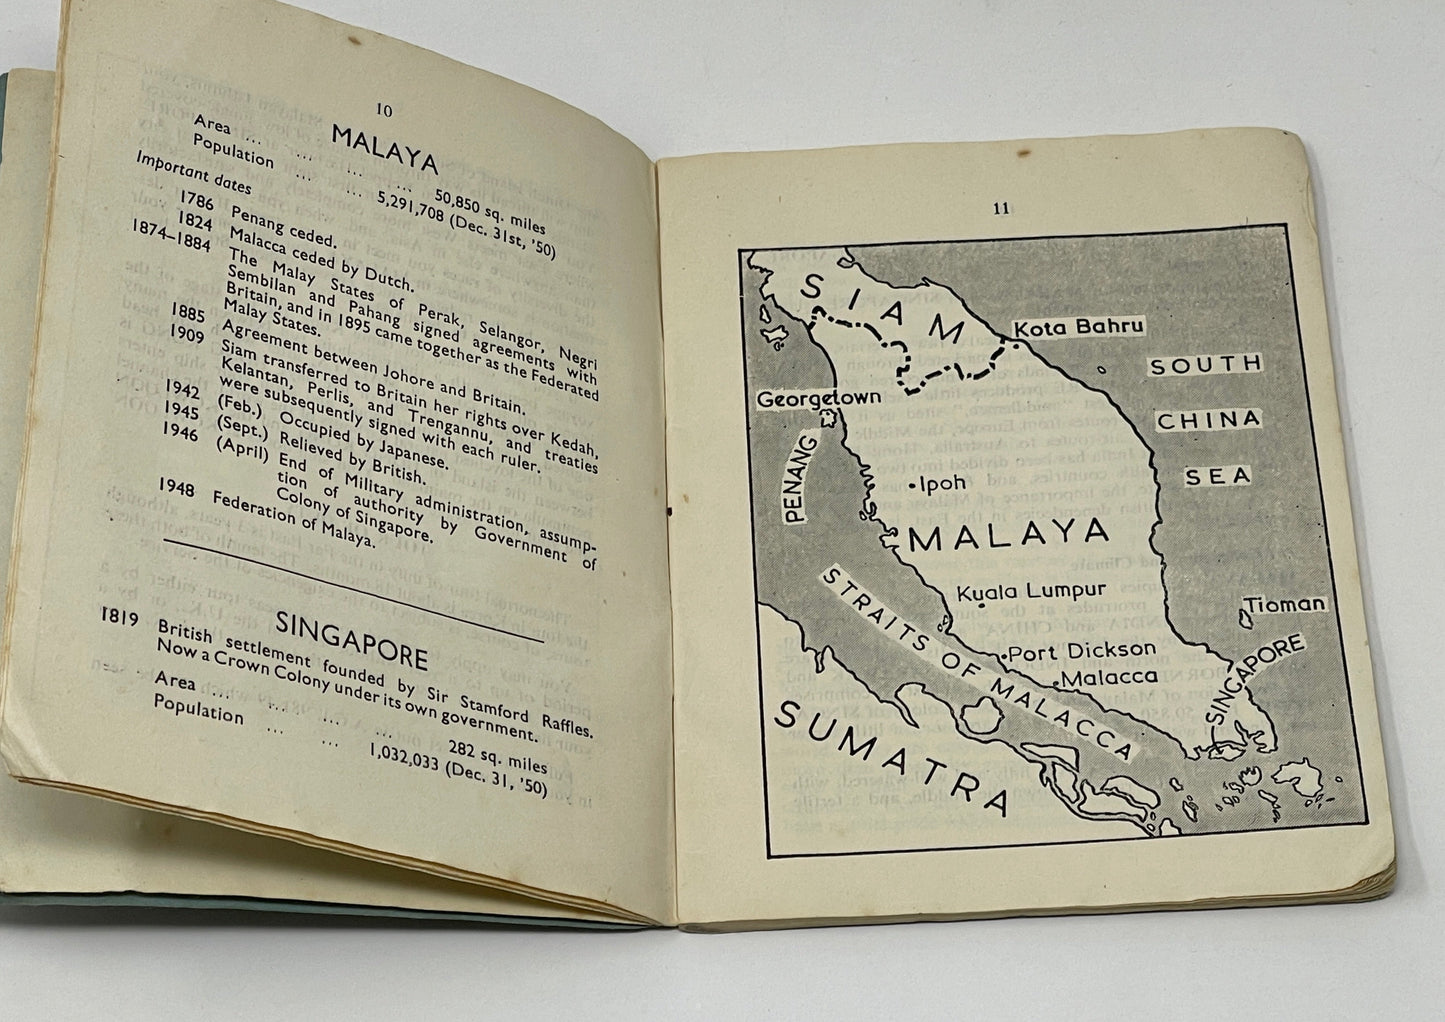 10
MALAYA
Area ... ... ... ... 50,850 sq. miles
Population ... ... 5,291,708 (Dec. 31st, '50)
Important dates
1786 Penang ceded.
1824 Malacca ceded by Dutch.
1874–1884 The Malay States of Perak, Selangor, Negri
Sembilan and Pahang signed agreements with
Britain, and in 1895 came together as the Federated
Malay States.
1885 Agreement between Johore and Britain.
1909 Siam transferred to Britain her rights over Kedah,
Kelantan, Perlis, and Trengannu, and treaties
were subsequently signed with each ruler.
1942 (Feb.) Occupied by Japanese.
1945 (Sept.) Relieved by British.
1946 (April) End of Military administration, assump-
tion of authority by Government of
Colony of Singapore.
1948 Federation of Malaya.
SINGAPORE
1819 British settlement founded by Sir Stamford Raffles.
Now a Crown Colony under its own government.
Area ... ... ... ... 282 sq. miles
Population ... ... 1,032,033 (Dec. 31, '50)
11
SIAM
Kota Bahru
SOUTH
CHINA
SEA
Georgetown
PENANG
Ipoh
MALAYA
Kuala Lumpur
STRAITS OF MALACCA
Tioman
Port Dickson
Malacca
SINGAPORE
SUMATRA